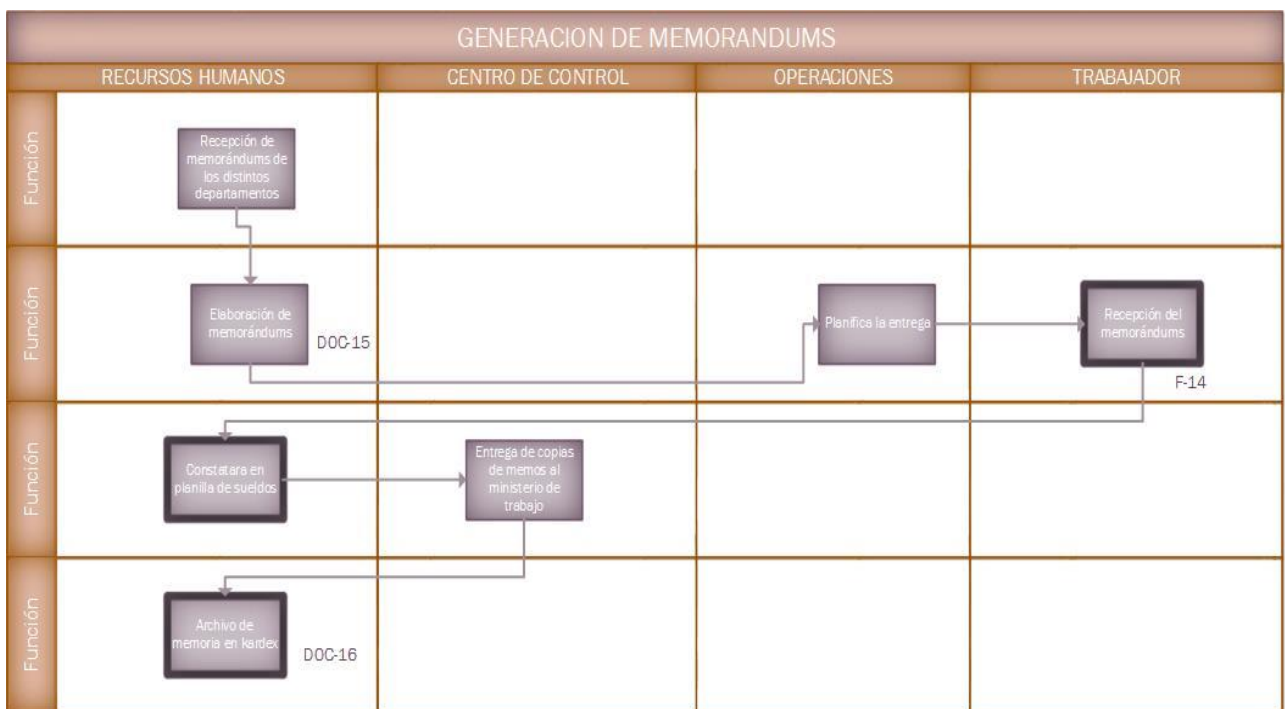 GENERACION DE MEMORANDUMS
RECURSOS HUMANOS
CENTRO DE CONTROL
OPERACIONES
TRABAJADOR
Función
Recepción de
memorándums de
los distintos
departamentos
Función
Elaboración de
memorándums
DOC-15
Planifica la entrega
Recepción del
memorándums
F-14
Función
Constatara en
planilla de sueldos
Entrega de copias
de memos al
ministerio de
trabajo
Función
Archivo de
memoria en kardex
DOC-16